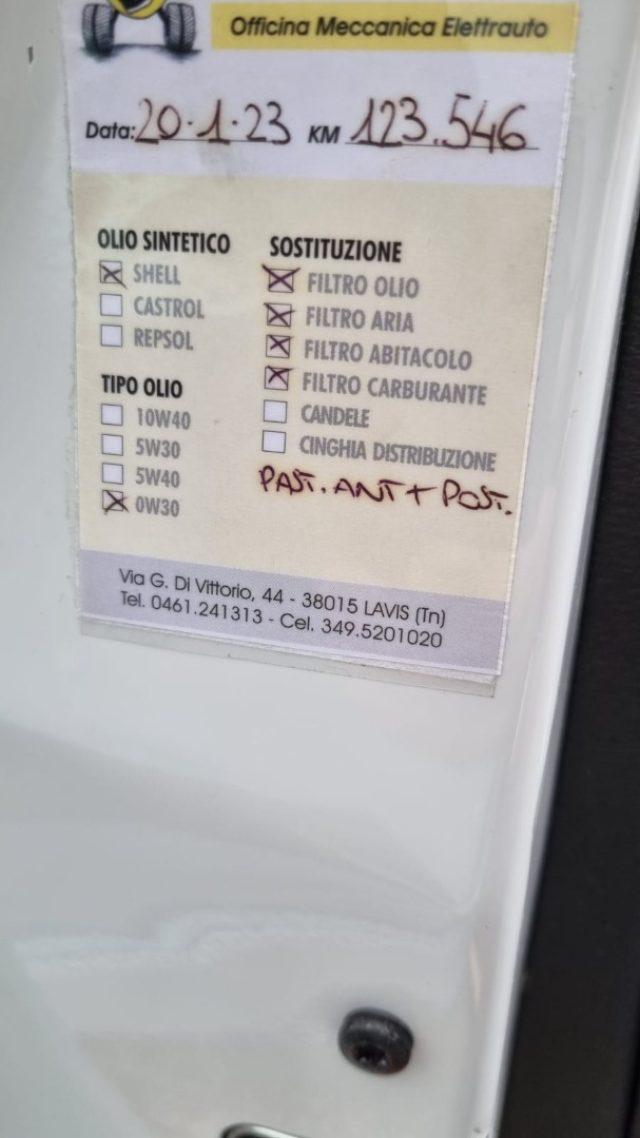 Officina Meccanica Elettrauto
Data: 20.1.23 KM 123.546
OLIO SINTETICO
SHELL
CASTROL
REPSOL
TIPO OLIO
10W40
5W30
5W40
0W30
SOSTITUZIONE
FILTRO OLIO
FILTRO ARIA
FILTRO ABITACOLO
FILTRO CARBURANTE
CANDELE
CINGHIA DISTRIBUZIONE
PAST. ANT + POST.
Via G. Di Vittorio, 44 - 38015 LAVIS (Tn)
Tel. 0461.241313 - Cel. 349.5201020